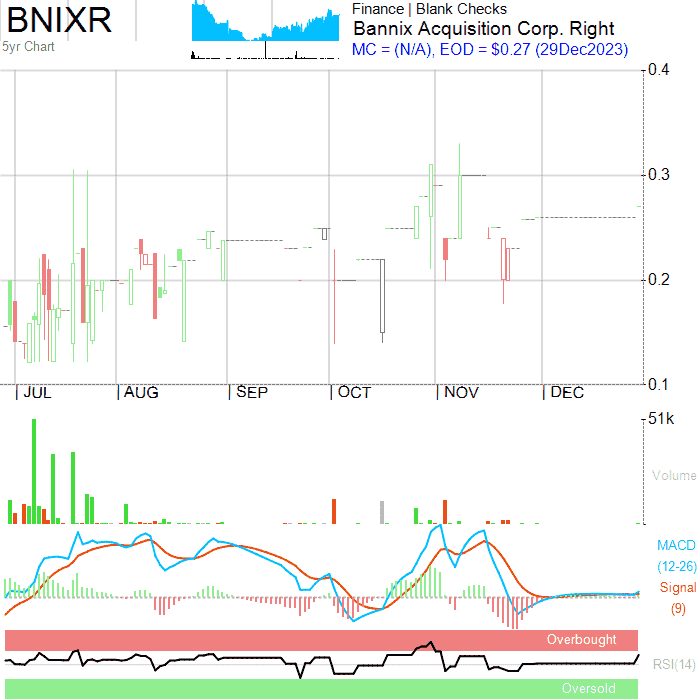 BNIXR
5yr Chart
Finance | Blank Checks
Bannix Acquisition Corp. Right
MC = (N/A), EOD = $0.27 (29Dec2023)
0.4
0.3
0.2
0.1
JUL AUG SEP OCT NOV DEC
51k
Volume
MACD
(12-26)
Signal
(9)
Overbought
RSI(14)
Oversold